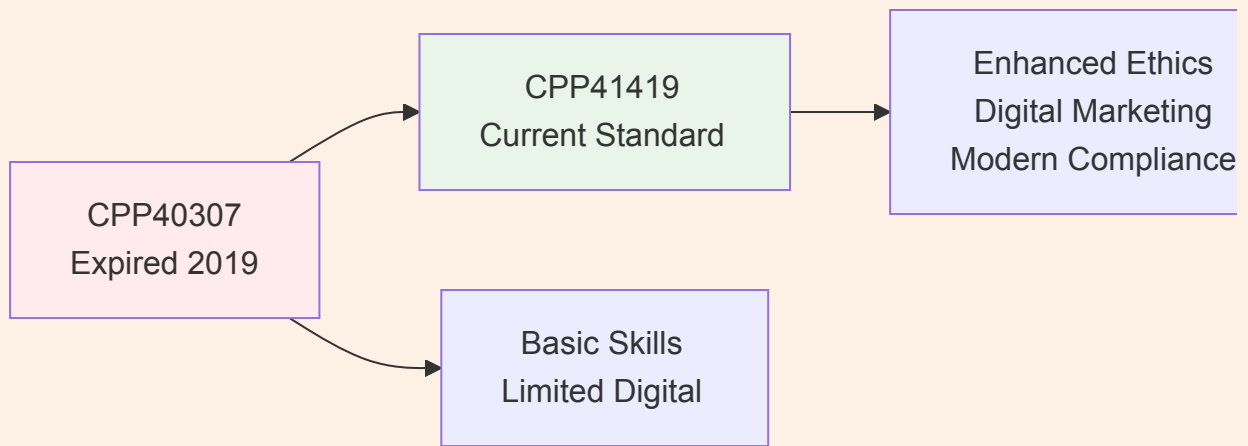 CPP40307
Expired 2019
CPP41419
Current Standard
Enhanced Ethics
Digital Marketing
Modern Compliance
Basic Skills
Limited Digital